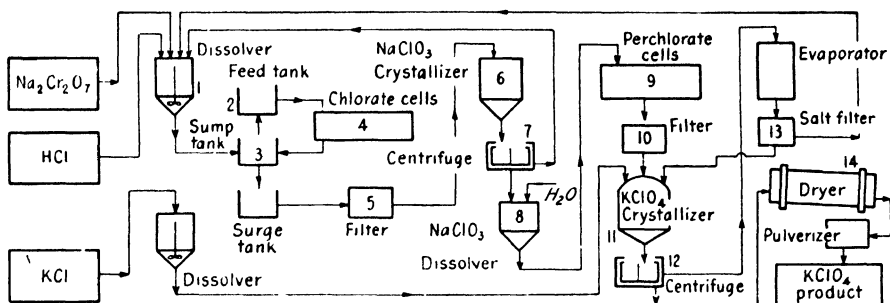 Dissolver
Na2Cr2O7
1
Feed tank
2
Chlorate cells
4
Sump tank
3
HCl
Surge tank
5
Filter
KCl
Dissolver
NaClO3 Crystallizer
6
7
Centrifuge
H2O
8
NaClO3 Dissolver
Perchlorate cells
9
10
Filter
KClO4 Crystallizer
11
12
Centrifuge
Evaporator
Salt filter
13
14
Dryer
Pulverizer
KClO4 product